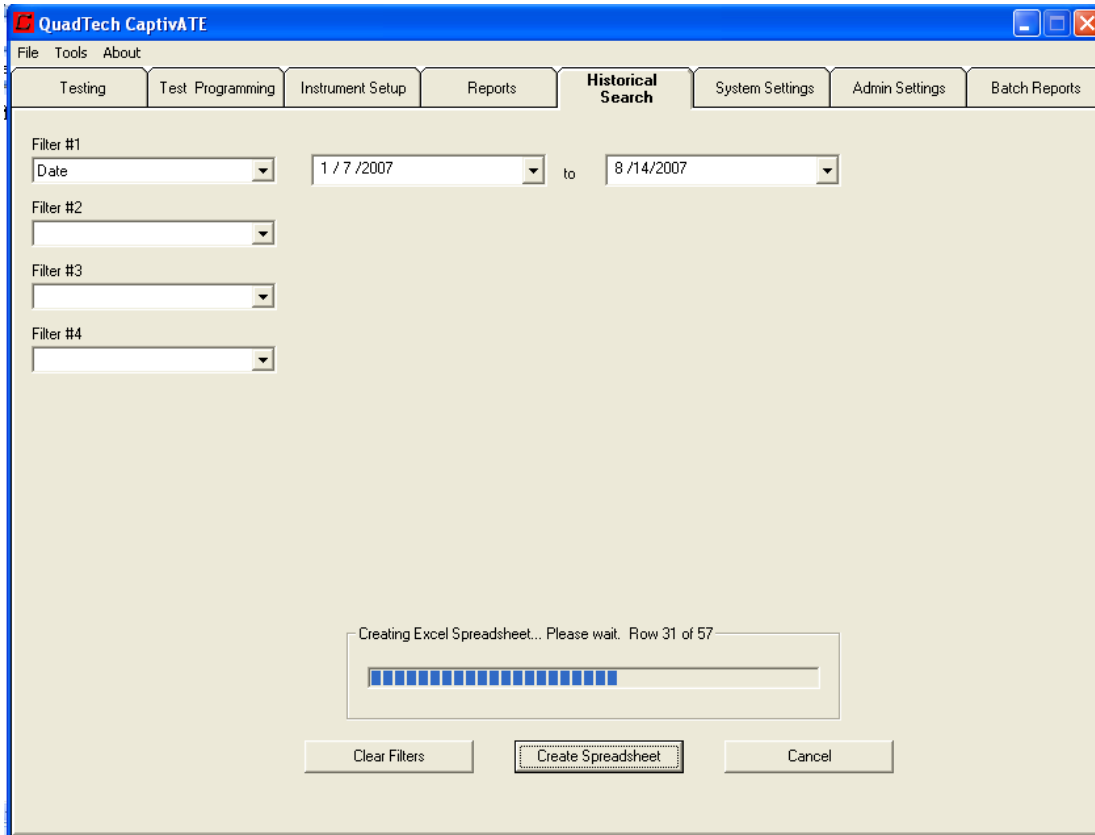 QuadTech CaptivATE
File Tools About
Testing
Test Programming
Instrument Setup
Reports
Historical
Search
System Settings
Admin Settings
Batch Reports
Filter #1
Date
1 / 7 /2007
to
8 /14/2007
Filter #2
Filter #3
Filter #4
Creating Excel Spreadsheet... Please wait. Row 31 of 57
Clear Filters
Create Spreadsheet
Cancel